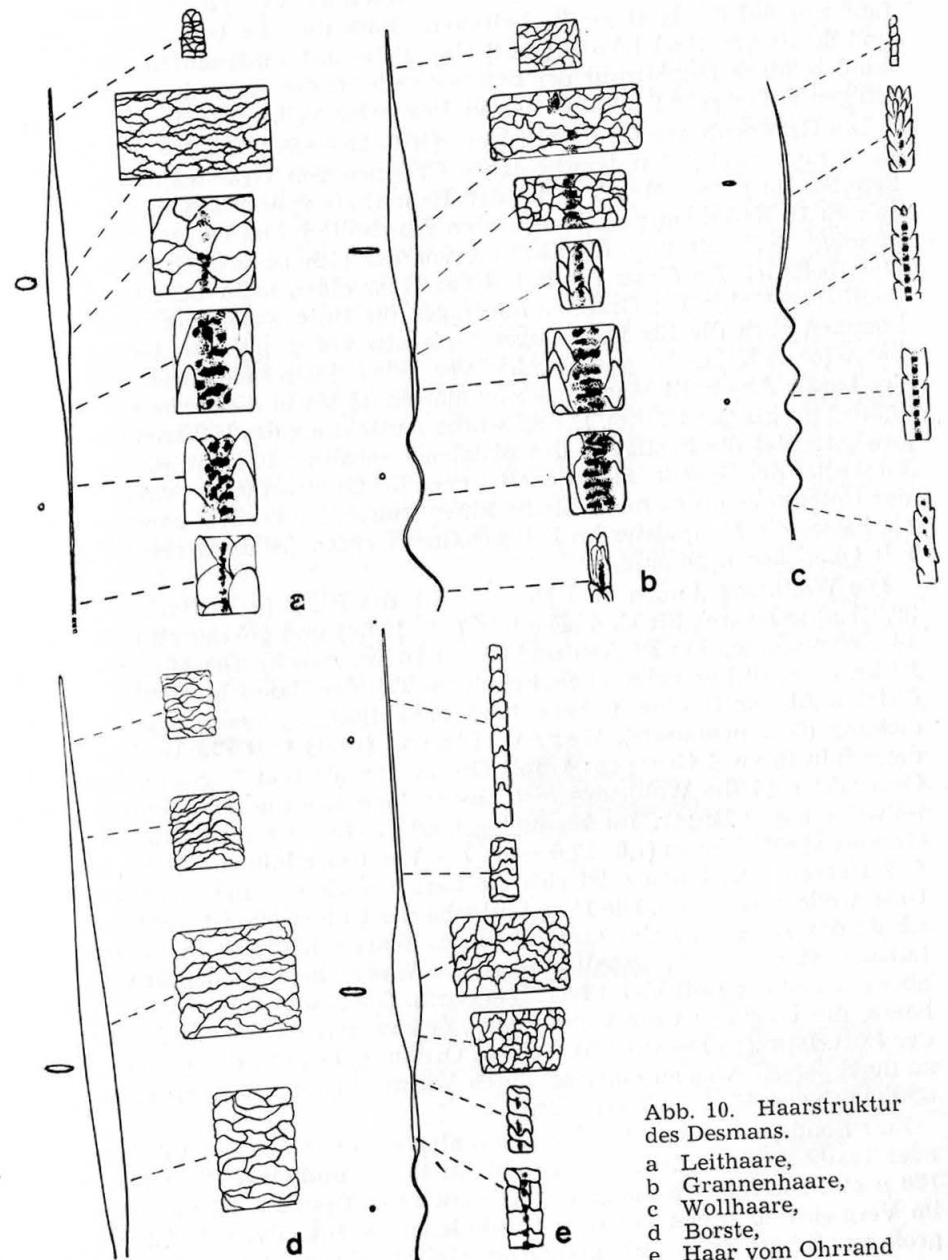 a
b
c
d
e
Abb. 10. Haarstruktur
des Desmans.
a Leithaare,
b Grannenhaare,
c Wollhaare,
d Borste,
e Haar vom Ohrrand